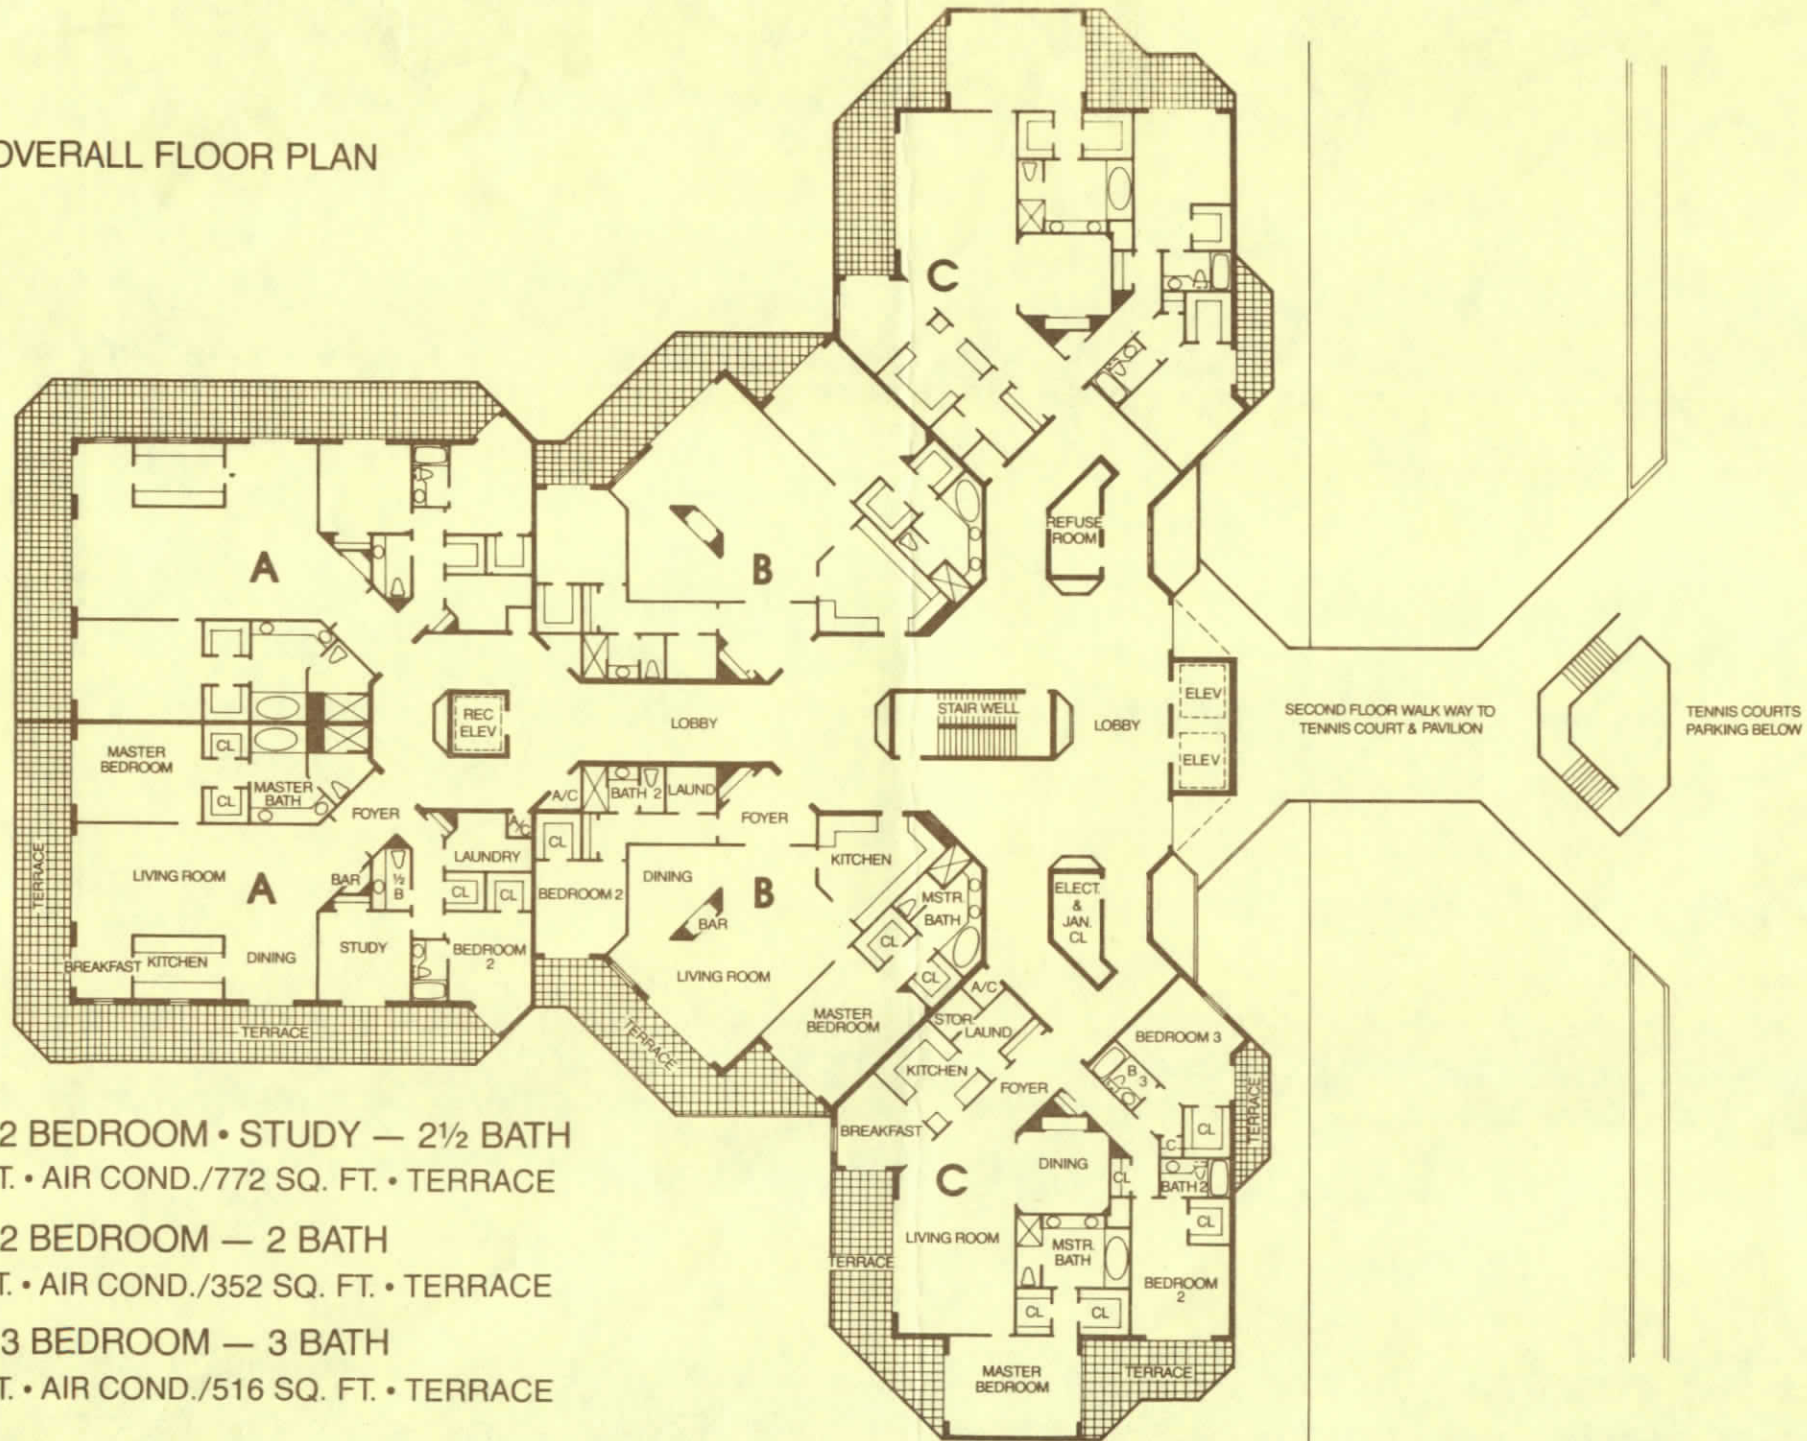 OVERALL FLOOR PLAN
C
A
B
REFUSE
ROOM
REC
ELEV
LOBBY
STAIR WELL
LOBBY
ELEV
ELEV
SECOND FLOOR WALK WAY TO
TENNIS COURT & PAVILION
TENNIS COURTS
PARKING BELOW
MASTER
BEDROOM
CL
CL
MASTER
BATH
FOYER
A/C
BATH 2
LAUND
FOYER
A/C
LAUNDRY
CL
KITCHEN
TERRACE
LIVING ROOM
A
BAR
½
B
CL
CL
BEDROOM 2
DINING
B
BAR
MSTR.
BATH
CL
CL
ELECT.
&
JAN.
CL
BREAKFAST
KITCHEN
DINING
STUDY
BEDROOM
2
LIVING ROOM
TERRACE
TERRACE
MASTER
BEDROOM
A/C
STOR.
LAUND.
KITCHEN
FOYER
BEDROOM 3
B
3
TERRACE
BREAKFAST
DINING
CL
C
CL
BATH 2
CL
C
LIVING ROOM
MSTR.
BATH
BEDROOM
2
TERRACE
CL
CL
MASTER
BEDROOM
TERRACE
2 BEDROOM • STUDY — 2½ BATH
T. • AIR COND./772 SQ. FT. • TERRACE
2 BEDROOM — 2 BATH
T. • AIR COND./352 SQ. FT. • TERRACE
3 BEDROOM — 3 BATH
T. • AIR COND./516 SQ. FT. • TERRACE